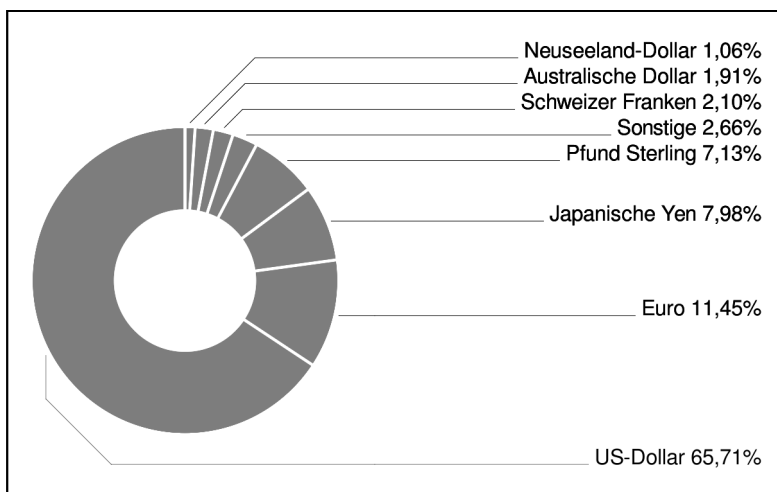 Neuseeland-Dollar 1,06%
Australische Dollar 1,91%
Schweizer Franken 2,10%
Sonstige 2,66%
Pfund Sterling 7,13%
Japanische Yen 7,98%
Euro 11,45%
US-Dollar 65,71%